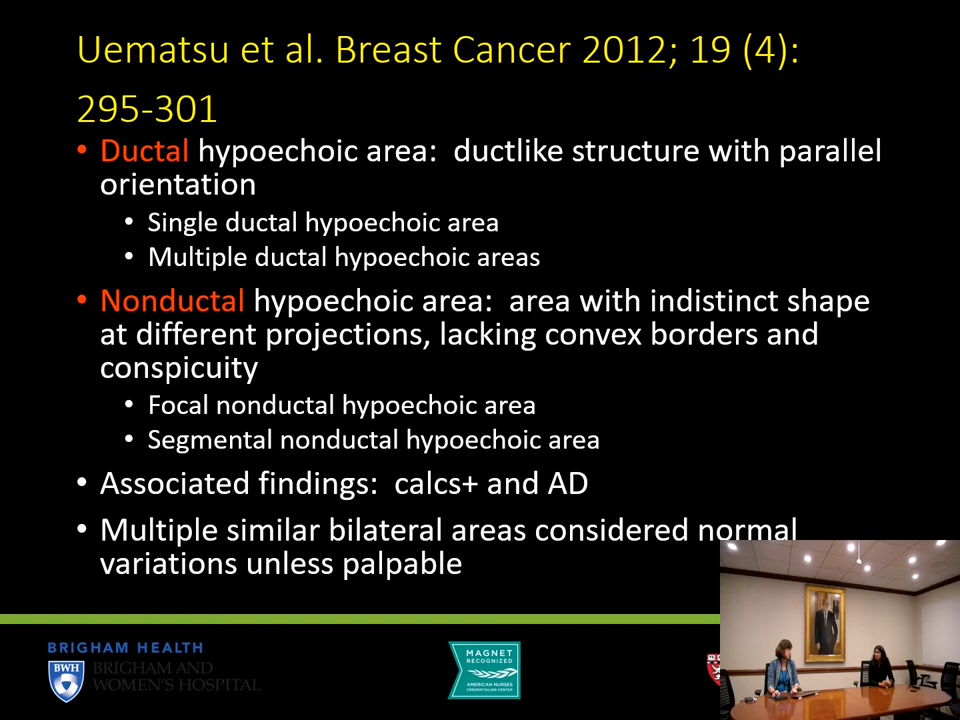 Uematsu et al. Breast Cancer 2012; 19 (4):
295-301
• Ductal hypoechoic area: ductlike structure with parallel
orientation
• Single ductal hypoechoic area
• Multiple ductal hypoechoic areas
• Nonductal hypoechoic area: area with indistinct shape
at different projections, lacking convex borders and
conspicuity
• Focal nonductal hypoechoic area
• Segmental nonductal hypoechoic area
• Associated findings: calcs+ and AD
• Multiple similar bilateral areas considered normal
variations unless palpable
BRIGHAM HEALTH
BWH
BRIGHAM AND
WOMEN'S HOSPITAL
MAGNET
RECOGNIZED
AMERICAN NURSES
CREDENTIALING CENTER